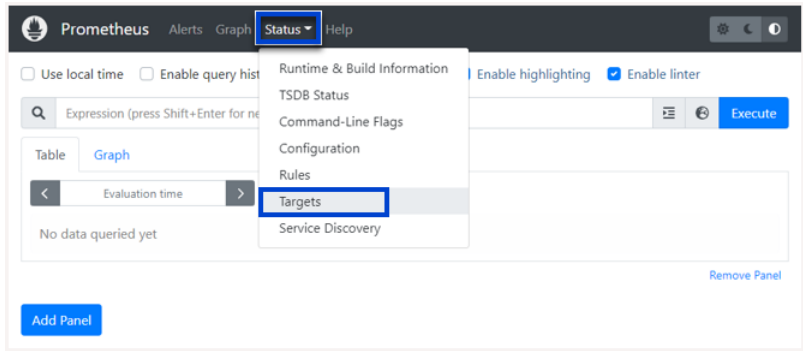 Prometheus Alerts Graph Status Help
Use local time Enable query hist Enable highlighting Enable linter
Runtime & Build Information
TSDB Status
Command-Line Flags
Configuration
Rules
Targets
Service Discovery
Expression (press Shift+Enter for ne Execute
Table Graph
Evaluation time
No data queried yet
Remove Panel
Add Panel